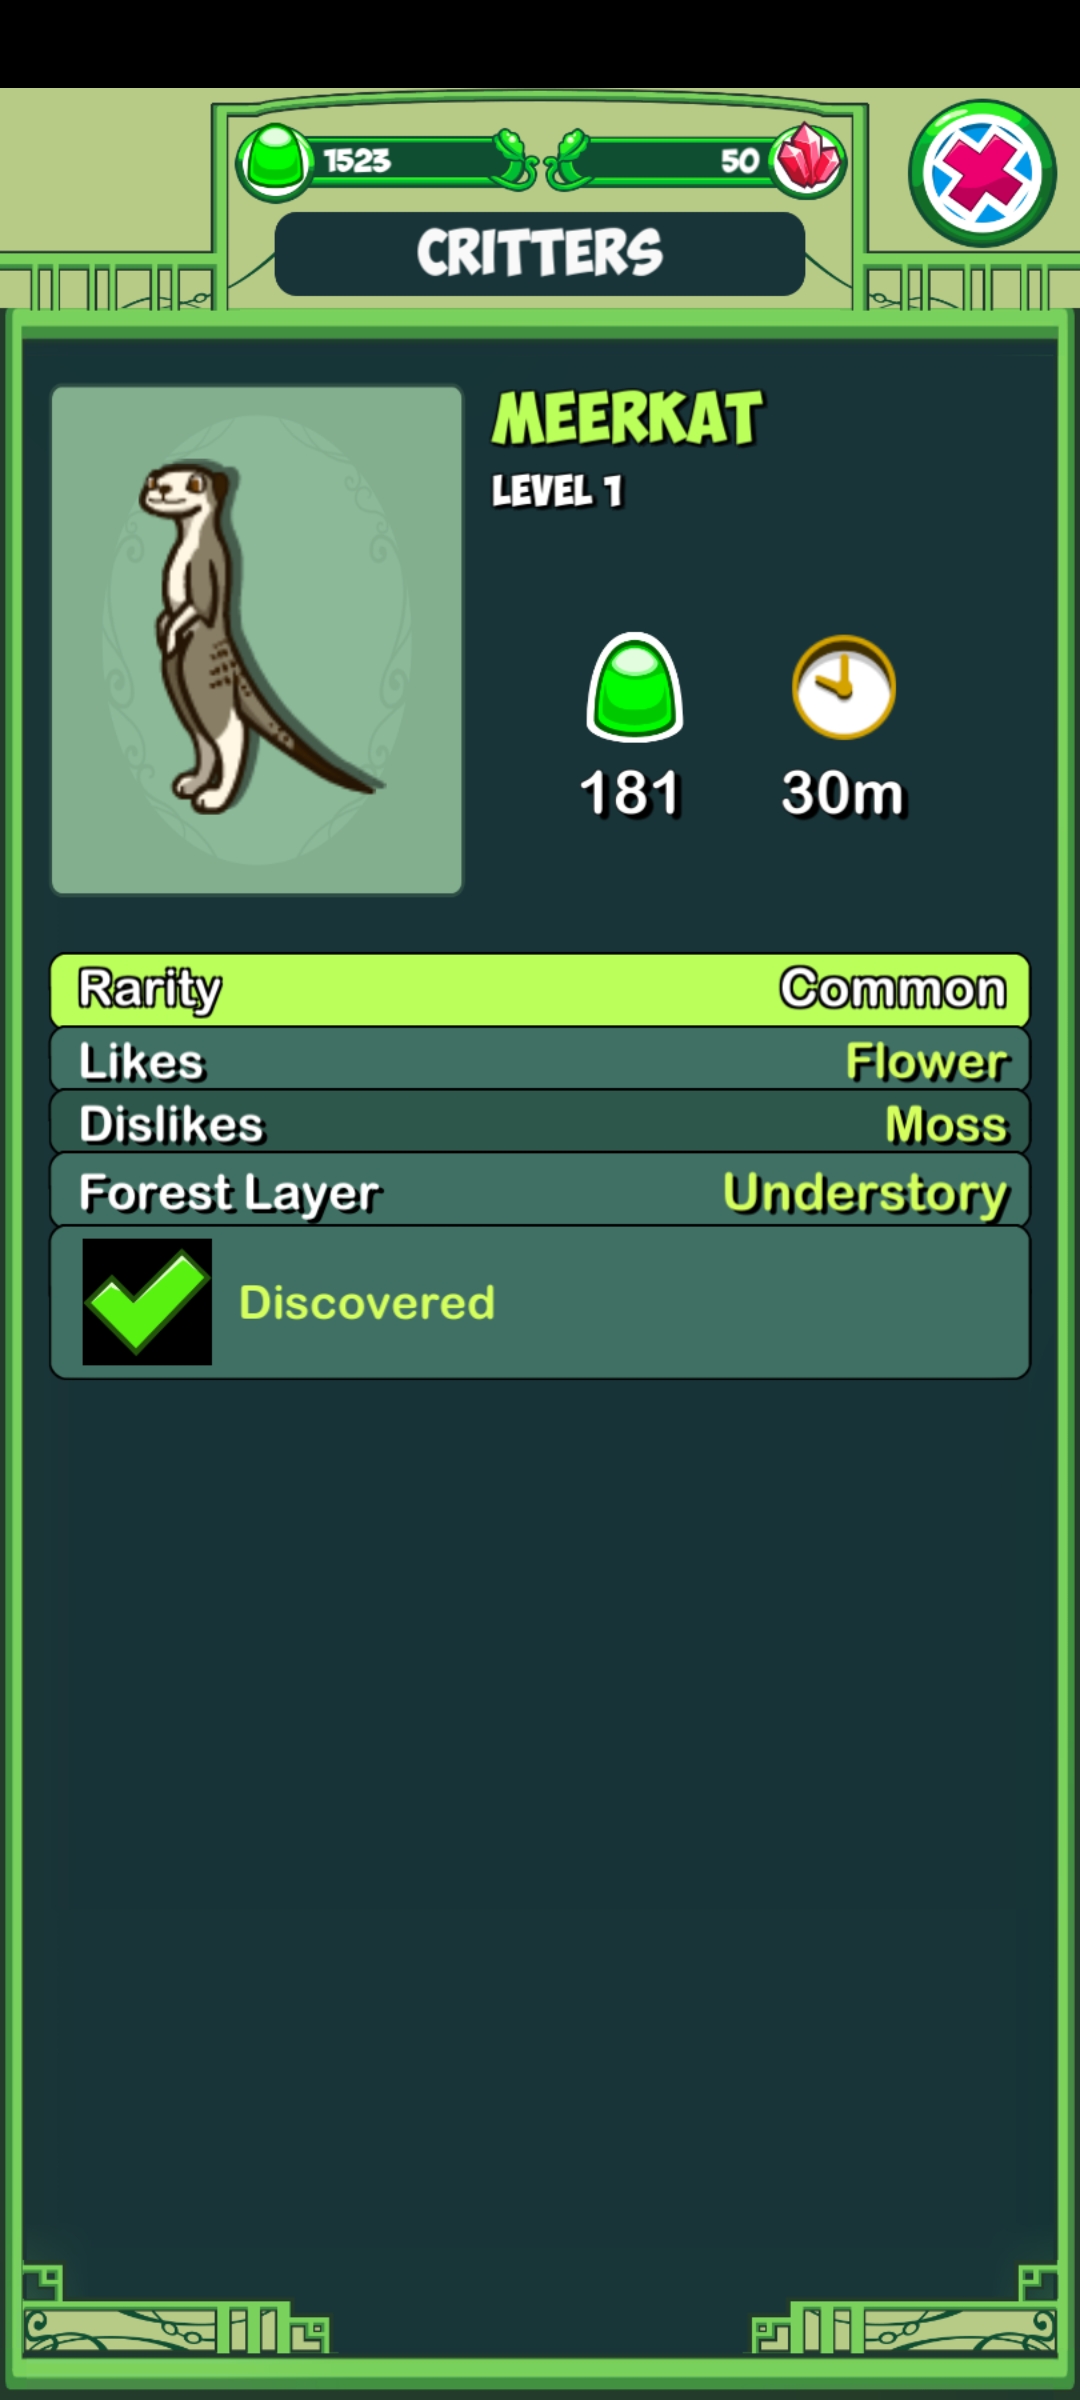 1523
50
CRITTERS
MEERKAT
LEVEL 1
181
30m
Rarity Common
Likes Flower
Dislikes Moss
Forest Layer Understory
Discovered